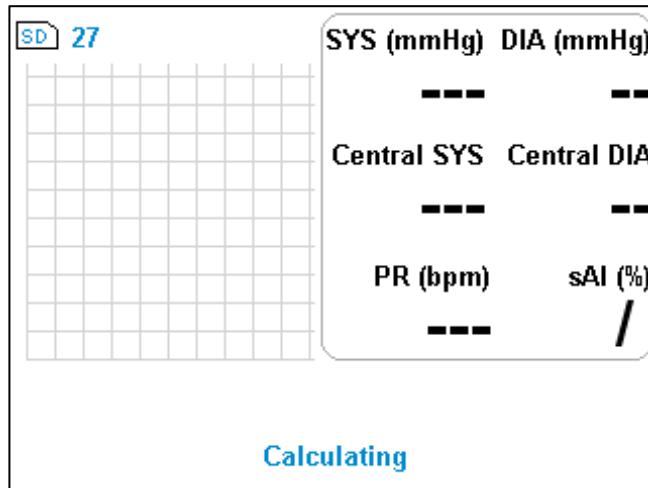 SD 27
SYS (mmHg) DIA (mmHg)
--- --
Central SYS Central DIA
--- --
PR (bpm) sAI (%)
--- /
Calculating